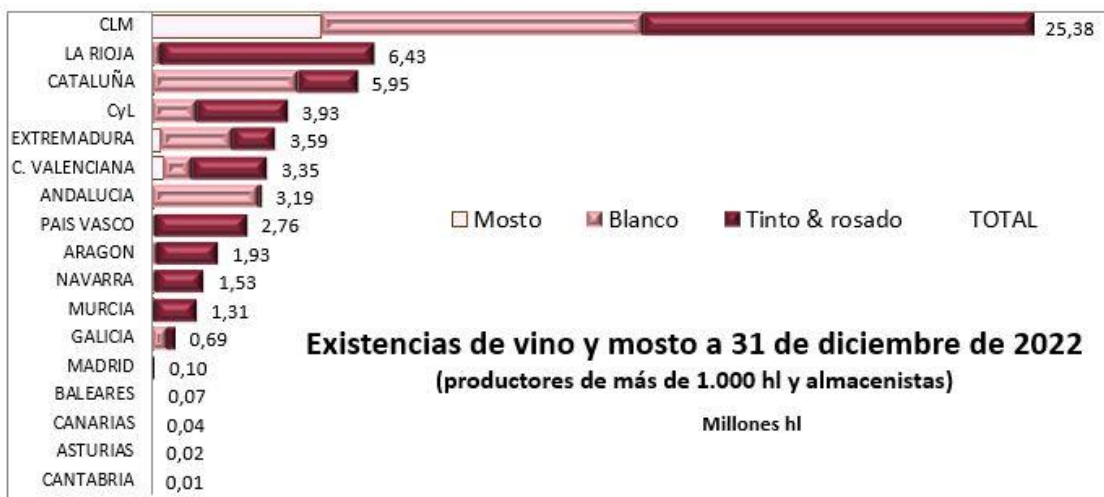 CLM 25,38
LA RIOJA 6,43
CATALUÑA 5,95
CyL 3,93
EXTREMADURA 3,59
C. VALENCIANA 3,35
ANDALUCIA 3,19
PAIS VASCO 2,76
Mosto Blanco Tinto & rosado TOTAL
ARAGON 1,93
NAVARRA 1,53
MURCIA 1,31
GALICIA 0,69
MADRID 0,10
BALEARES 0,07
CANARIAS 0,04
ASTURIAS 0,02
CANTABRIA 0,01
Existencias de vino y mosto a 31 de diciembre de 2022
(productores de más de 1.000 hl y almacenistas)
Millones hl